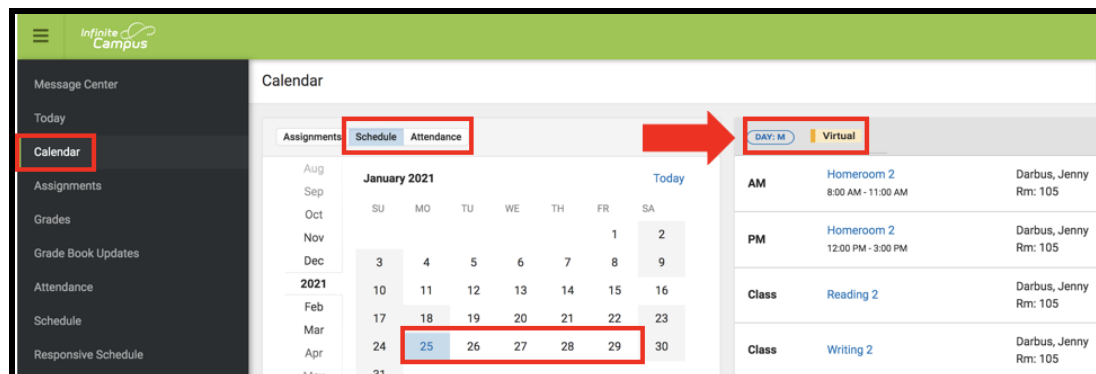 Infinite
Campus
Message Center
Today
Calendar
Assignments
Grades
Grade Book Updates
Attendance
Schedule
Responsive Schedule
Calendar
Assignments Schedule Attendance
Aug
Sep
Oct
Nov
Dec
2021
Feb
Mar
Apr
January 2021 Today
SU MO TU WE TH FR SA
1 2
3 4 5 6 7 8 9
10 11 12 13 14 15 16
17 18 19 20 21 22 23
24 25 26 27 28 29 30
31
DAY: M Virtual
AM Homeroom 2 Darbus, Jenny
8:00 AM - 11:00 AM Rm: 105
PM Homeroom 2 Darbus, Jenny
12:00 PM - 3:00 PM Rm: 105
Class Reading 2 Darbus, Jenny
Rm: 105
Class Writing 2 Darbus, Jenny
Rm: 105